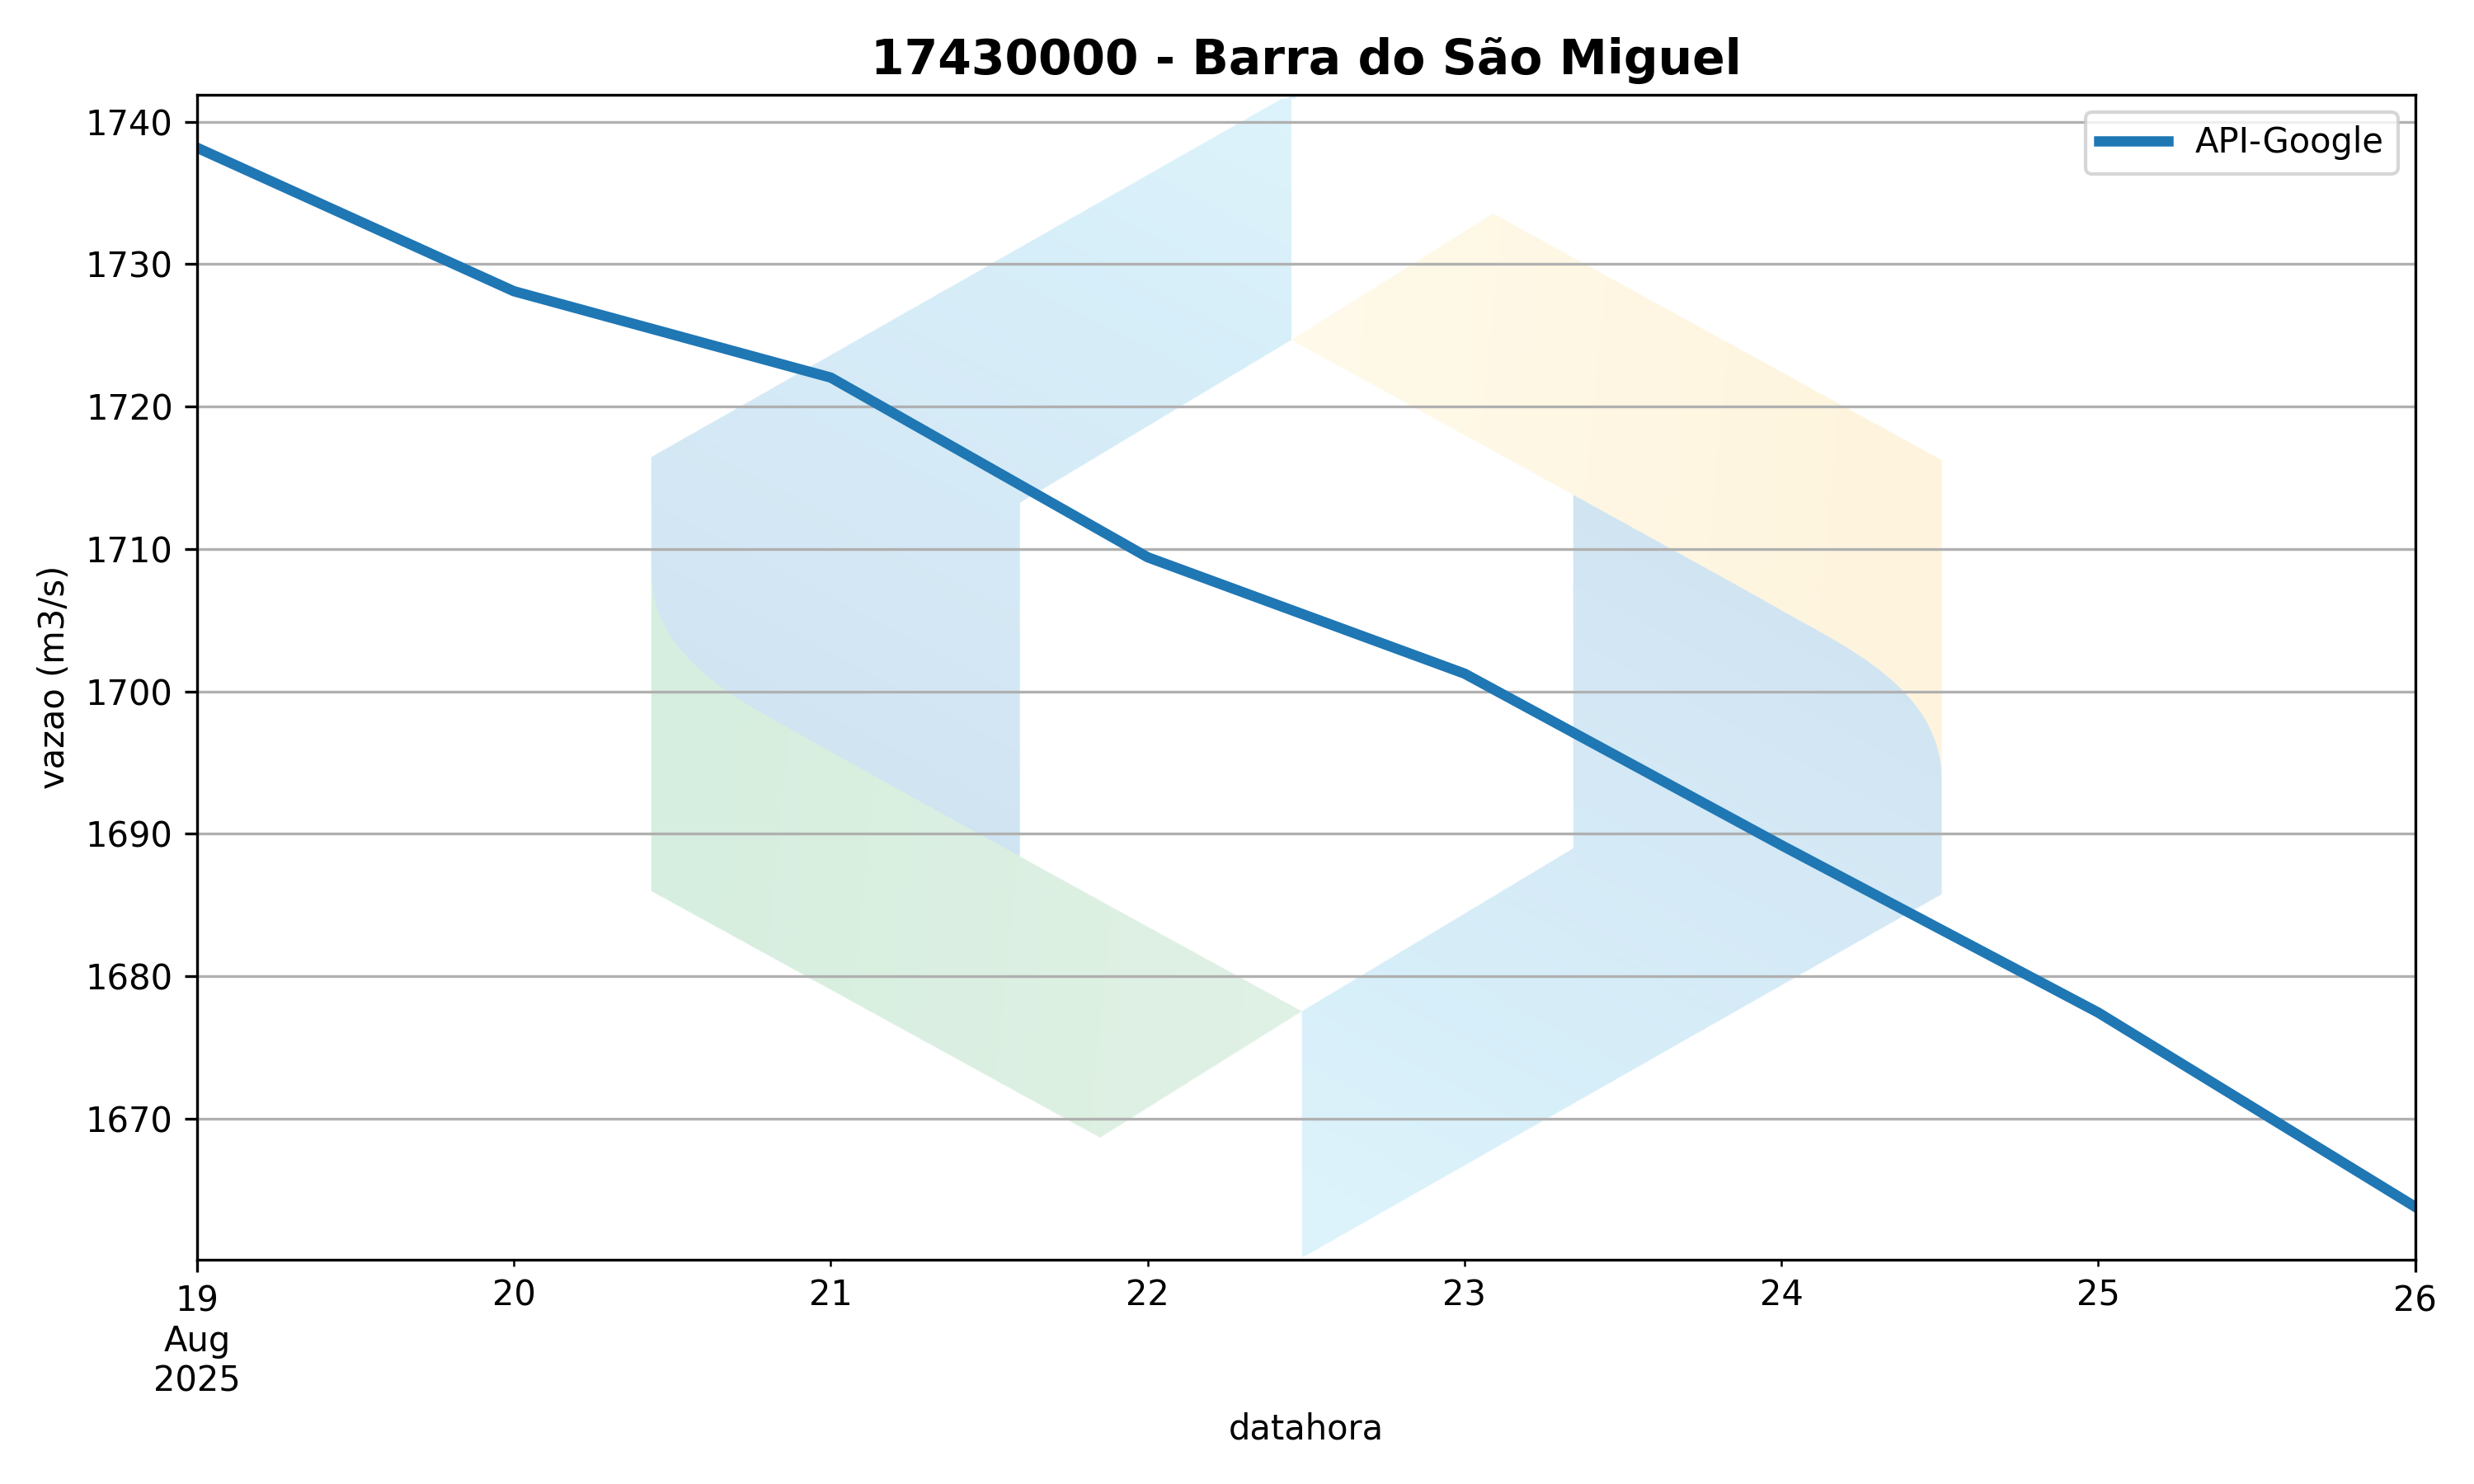 17430000 - Barra do São Miguel
API-Google
1740
1730
1720
1710
1700
1690
1680
1670
vazao (m3/s)
19 20 21 22 23 24 25 26
Aug
2025
datahora